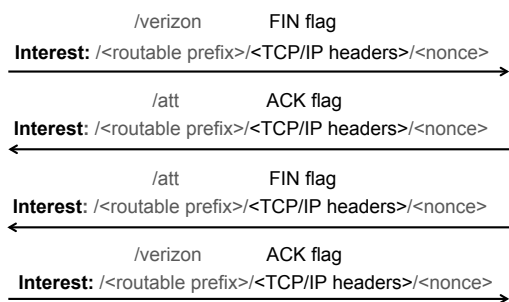 /verizon FIN flag
Interest: /<routable prefix>/<TCP/IP headers>/<nonce>
/att ACK flag
Interest: /<routable prefix>/<TCP/IP headers>/<nonce>
/att FIN flag
Interest: /<routable prefix>/<TCP/IP headers>/<nonce>
/verizon ACK flag
Interest: /<routable prefix>/<TCP/IP headers>/<nonce>